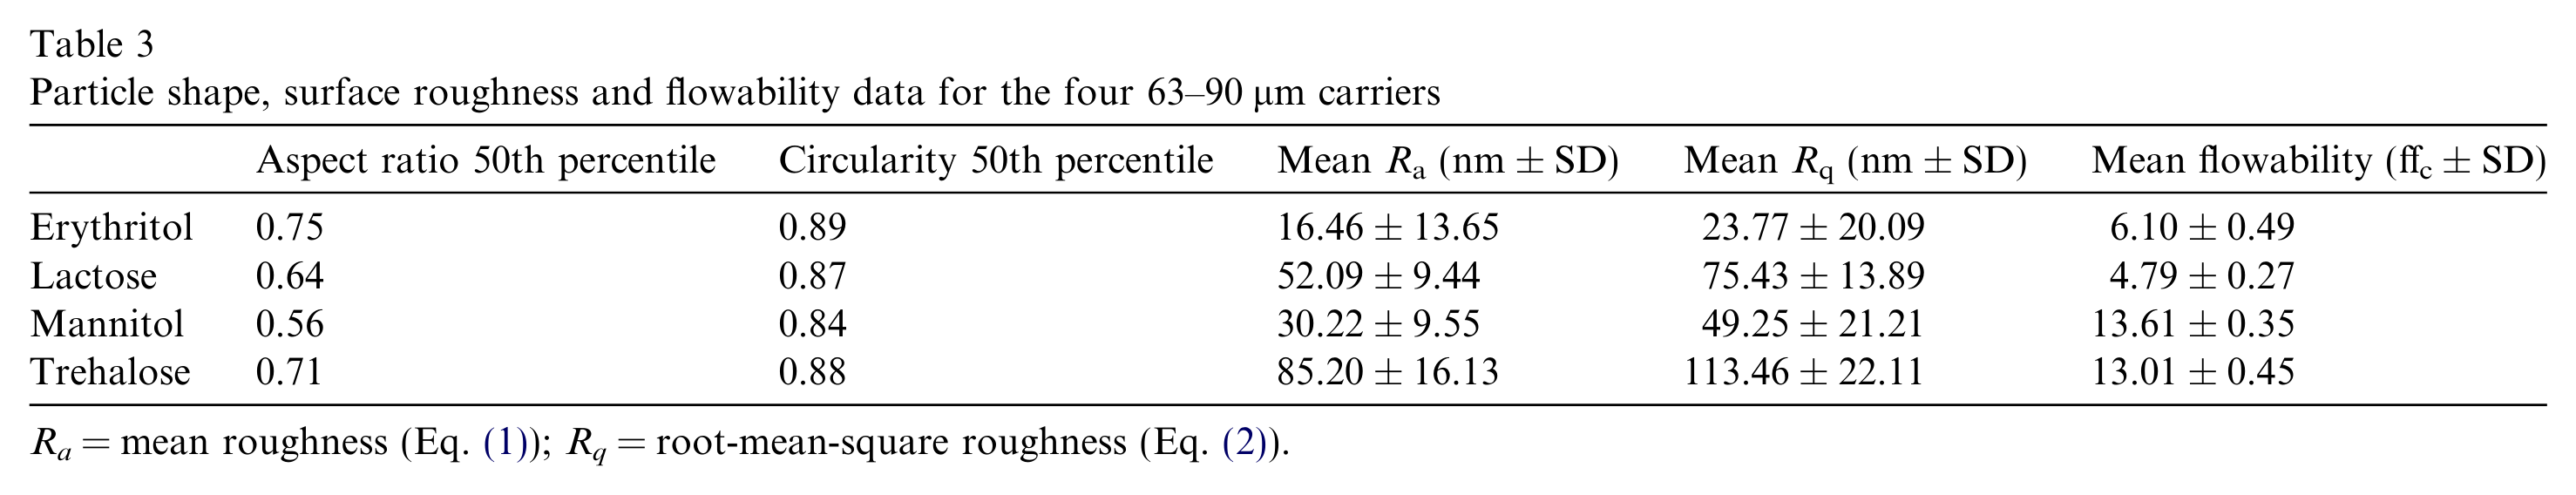 Table 3
Particle shape, surface roughness and flowability data for the four 63–90 μm carriers
Aspect ratio 50th percentile Circularity 50th percentile Mean Ra (nm ± SD) Mean Rq (nm ± SD) Mean flowability (ffc ± SD)
Erythritol 0.75 0.89 16.46 ± 13.65 23.77 ± 20.09 6.10 ± 0.49
Lactose 0.64 0.87 52.09 ± 9.44 75.43 ± 13.89 4.79 ± 0.27
Mannitol 0.56 0.84 30.22 ± 9.55 49.25 ± 21.21 13.61 ± 0.35
Trehalose 0.71 0.88 85.20 ± 16.13 113.46 ± 22.11 13.01 ± 0.45
Ra = mean roughness (Eq. (1)); Rq = root-mean-square roughness (Eq. (2)).